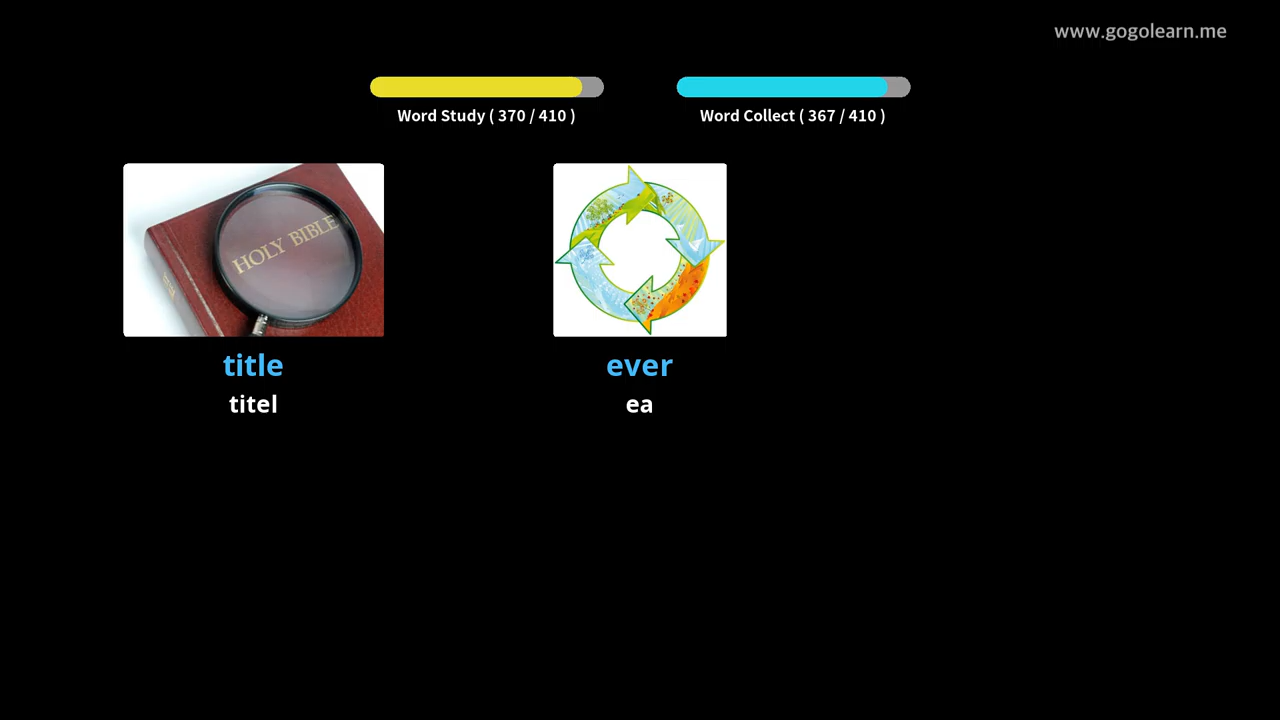 www.gogolearn.me
Word Study ( 370 / 410 )
Word Collect ( 367 / 410 )
HOLY BIBLE
title
titel
ever
ea